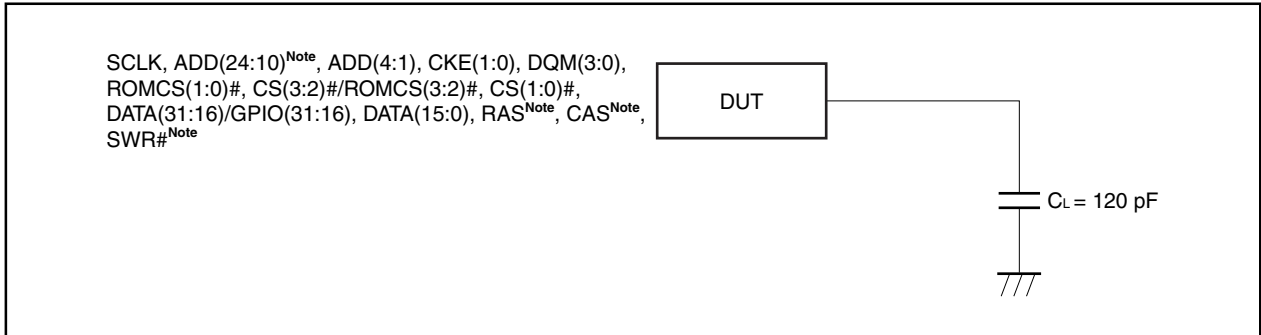 SCLK, ADD(24:10)Note, ADD(4:1), CKE(1:0), DQM(3:0),
ROMCS(1:0)#, CS(3:2)#/ROMCS(3:2)#, CS(1:0)#,
DATA(31:16)/GPIO(31:16), DATA(15:0), RASNote, CASNote,
SWR#Note
DUT
CL = 120 pF